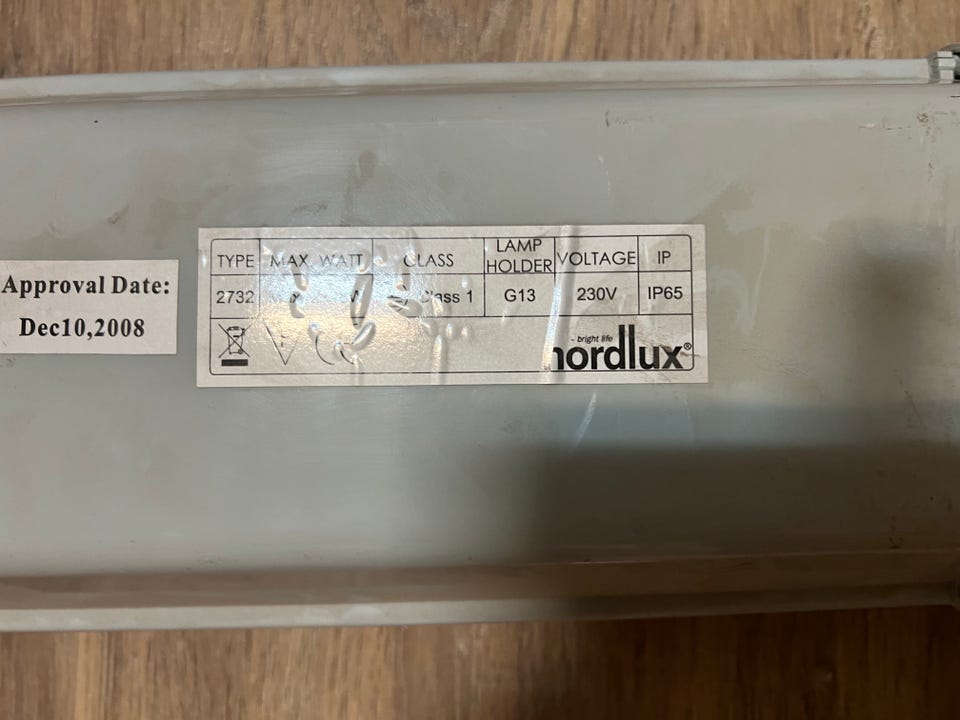 Approval Date:
Dec10,2008
TYPE MAX. WATT CLASS LAMP HOLDER VOLTAGE IP
2732 Class 1 G13 230V IP65
- bright life
nordlux®